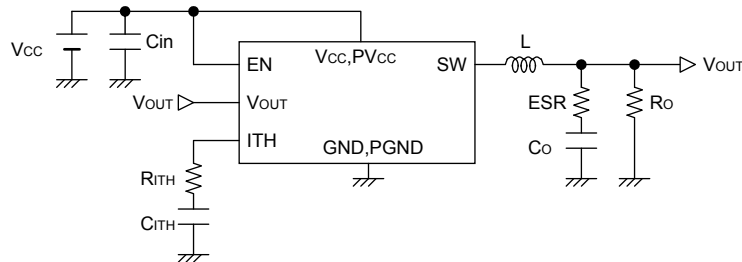 VCC
Cin
EN
VCC,PVCC
SW
L
VOUT
VOUT
VOUT
ITH
GND,PGND
ESR
RO
CO
RITH
CITH